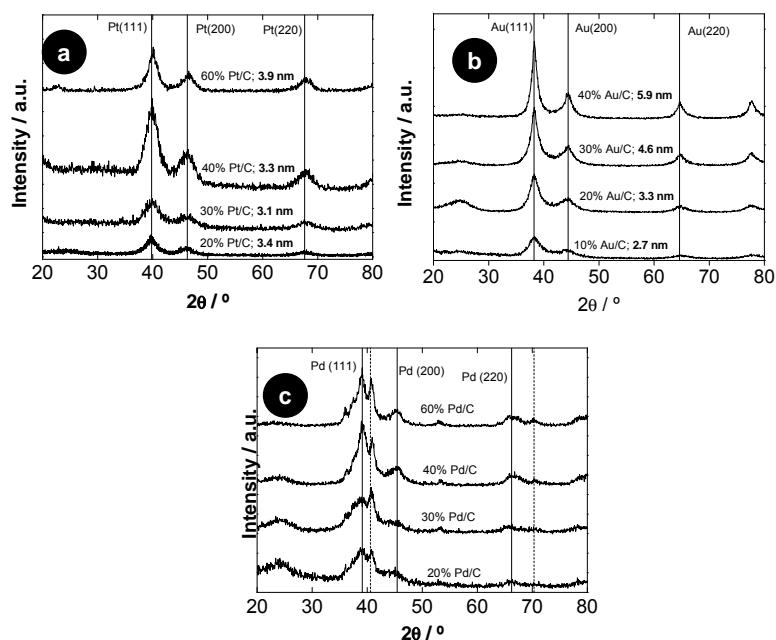 a
Pt(111)
Pt(200)
Pt(220)
60% Pt/C; 3.9 nm
40% Pt/C; 3.3 nm
30% Pt/C; 3.1 nm
20% Pt/C; 3.4 nm
Intensity / a.u.
20 30 40 50 60 70 80
2θ / º
b
Au(111)
Au(200)
Au(220)
40% Au/C; 5.9 nm
30% Au/C; 4.6 nm
20% Au/C; 3.3 nm
10% Au/C; 2.7 nm
Intensity / a.u.
20 30 40 50 60 70 80
2θ / º
c
Pd (111)
Pd (200)
Pd (220)
60% Pd/C
40% Pd/C
30% Pd/C
20% Pd/C
Intensity / a.u.
20 30 40 50 60 70 80
2θ / º